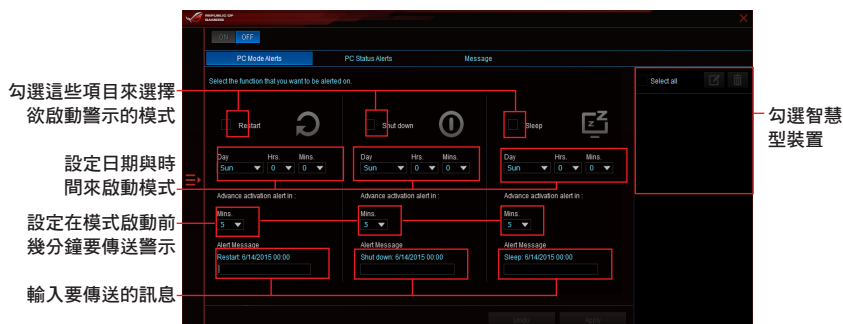 REPUBLIC OF
GAMERS
ON OFF
PC Mode Alerts PC Status Alerts Message
Select the function that you want to be alerted on.
Select all
勾選這些項目來選擇
欲啟動警示的模式
Restart Shut down Sleep
勾選智慧
型裝置
設定日期與時
間來啟動模式
Day Hrs. Mins. Day Hrs. Mins. Day Hrs. Mins.
Sun 0 0 Sun 0 0 Sun 0 0
Advance activation alert in : Advance activation alert in : Advance activation alert in :
設定在模式啟動前
幾分鐘要傳送警示
Mins. Mins. Mins.
5 5 5
Alert Message Alert Message Alert Message
Restart: 6/14/2015 00:00 Shut down: 6/14/2015 00:00 Sleep: 6/14/2015 00:00
輸入要傳送的訊息
Undo Apply